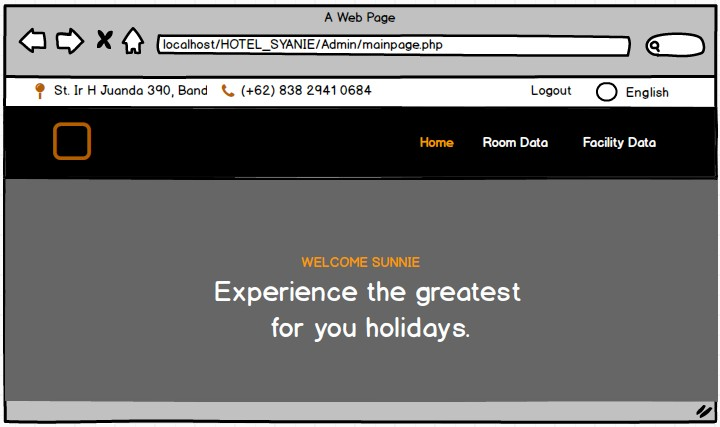 A Web Page
localhost/HOTEL_SYANIE/Admin/mainpage.php
St. Ir H Juanda 390, Band (+62) 838 2941 0684 Logout English
Home Room Data Facility Data
WELCOME SUNNIE
Experience the greatest
for you holidays.